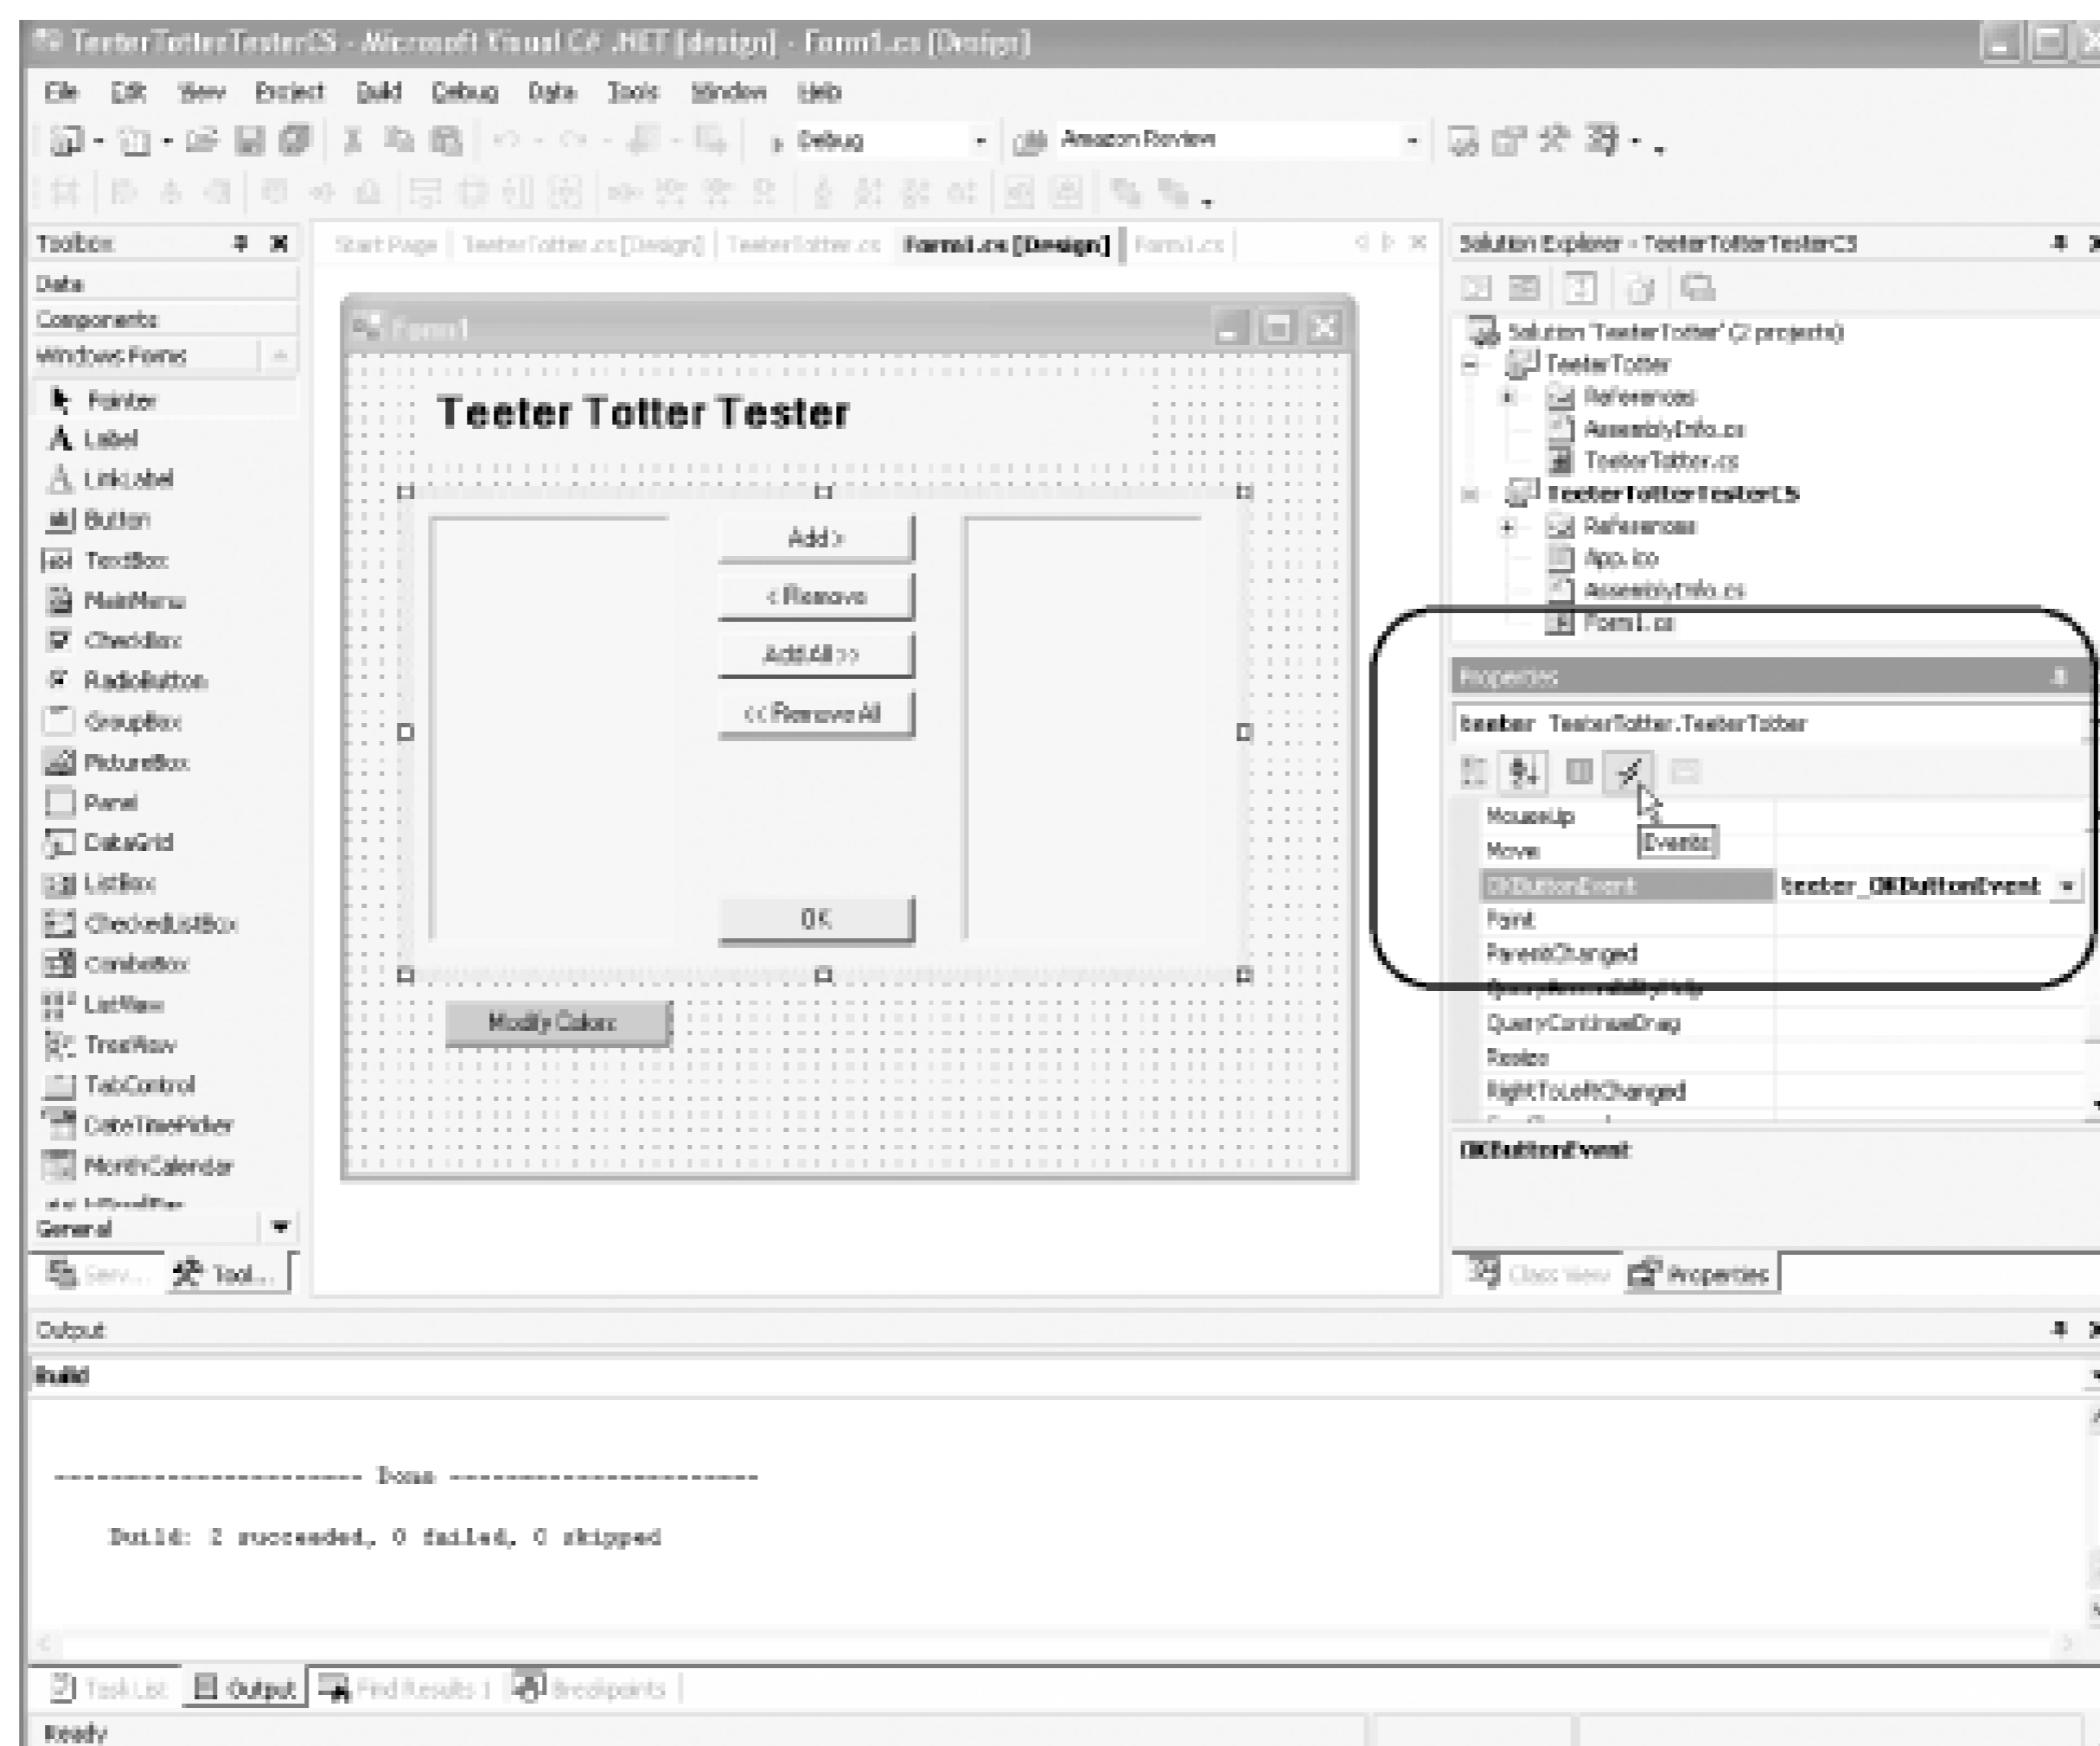 TeeterTotterTesterCS - Microsoft Visual C# .NET [design] - Form1.cs [Design]
File Edit View Project Build Debug Data Tools Window Help
Debug Amazon Review
Toolbox
Start Page TeeterTotter.cs [Design] TeeterTotter.cs Form1.cs [Design] Form1.cs
Solution Explorer - TeeterTotterTesterCS
Data
Components
Windows Forms
Pointer
Label
LinkLabel
Button
TextBox
MainMenu
CheckBox
RadioButton
GroupBox
PictureBox
Panel
DataGrid
ListBox
CheckedListBox
ComboBox
ListView
TreeView
TabControl
DateTimePicker
MonthCalendar
General
Serv... Tool...
Form1
Teeter Totter Tester
Add >
< Remove
Add All >>
<< Remove All
OK
Modify Colors
Solution 'TeeterTotter' (2 projects)
TeeterTotter
References
AssemblyInfo.cs
TeeterTotter.cs
TeeterTotterTesterCS
References
App.ico
AssemblyInfo.cs
Form1.cs
Properties
teeter TeeterTotter.TeeterTotter
MouseUp
Events
Move
OKButtonEvent teeter_OKButtonEvent
Paint
ParentChanged
QueryAccessibilityHelp
QueryContinueDrag
Resize
RightToLeftChanged
OKButtonEvent
Class View Properties
Output
Build
---------------------- Done ----------------------
Build: 2 succeeded, 0 failed, 0 skipped
Task List Output Find Results 1 Breakpoints
Ready